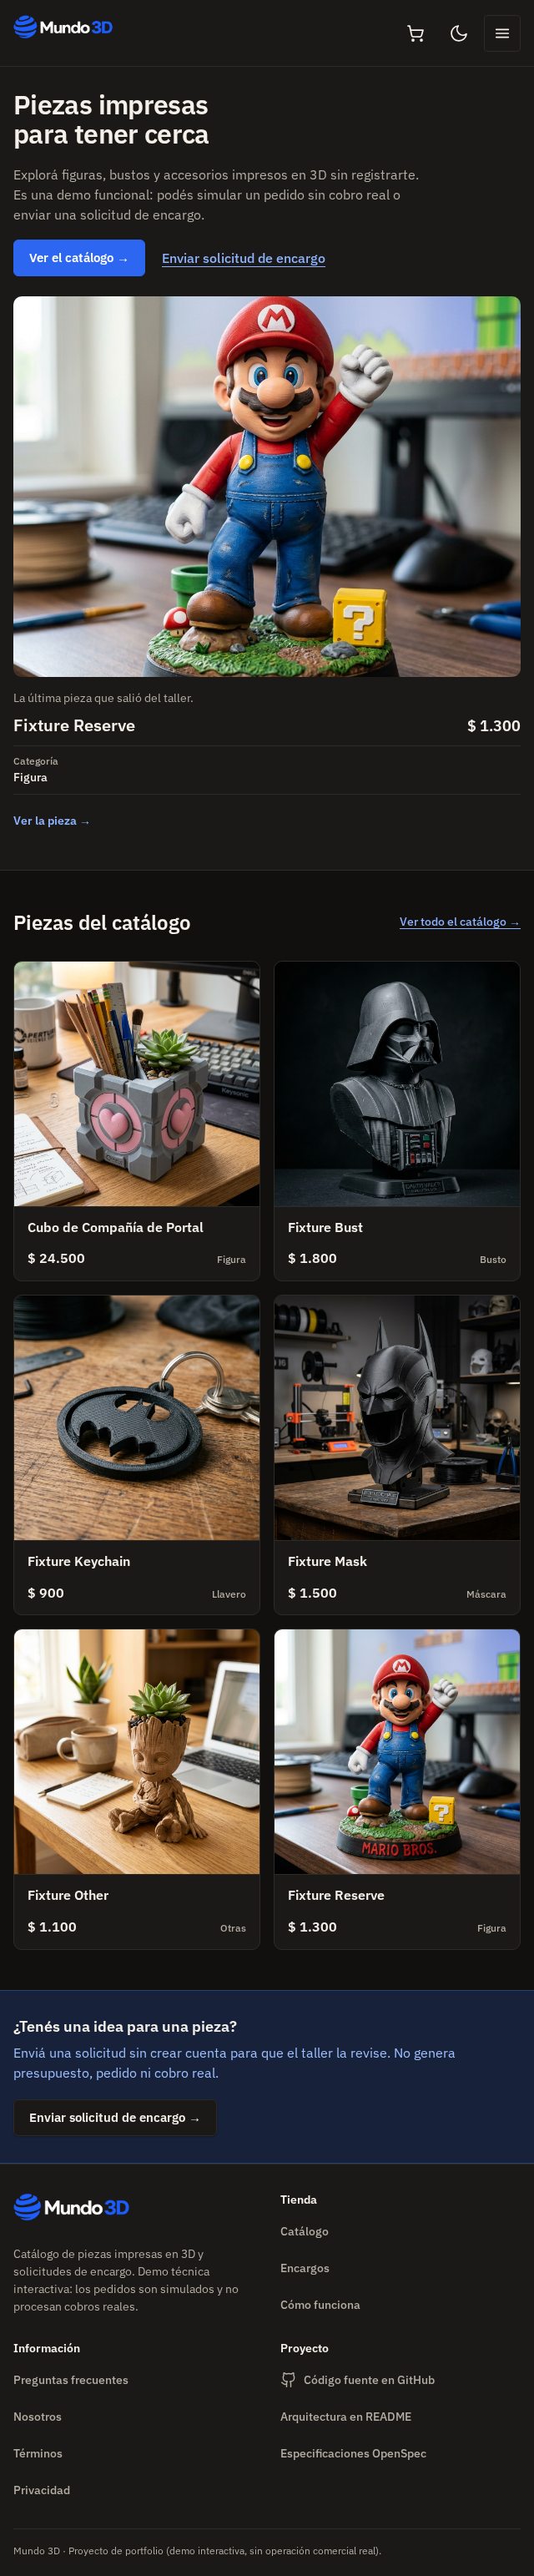 Mundo3D
Piezas impresas
para tener cerca
Explorá figuras, bustos y accesorios impresos en 3D sin registrarte.
Es una demo funcional: podés simular un pedido sin cobro real o
enviar una solicitud de encargo.
Ver el catálogo →
Enviar solicitud de encargo
M
?
La última pieza que salió del taller.
Fixture Reserve
$ 1.300
Categoría
Figura
Ver la pieza →
Piezas del catálogo
Ver todo el catálogo →
Cubo de Compañía de Portal
$ 24.500
Figura
Fixture Bust
$ 1.800
Busto
Fixture Keychain
$ 900
Llavero
Fixture Mask
$ 1.500
Máscara
M
?
MARIO BROS.
Fixture Other
$ 1.100
Otras
Fixture Reserve
$ 1.300
Figura
¿Tenés una idea para una pieza?
Enviá una solicitud sin crear cuenta para que el taller la revise. No genera
presupuesto, pedido ni cobro real.
Enviar solicitud de encargo →
Mundo3D
Catálogo de piezas impresas en 3D y
solicitudes de encargo. Demo técnica
interactiva: los pedidos son simulados y no
procesan cobros reales.
Tienda
Catálogo
Encargos
Cómo funciona
Información
Preguntas frecuentes
Nosotros
Términos
Privacidad
Proyecto
Código fuente en GitHub
Arquitectura en README
Especificaciones OpenSpec
Mundo 3D · Proyecto de portfolio (demo interactiva, sin operación comercial real).